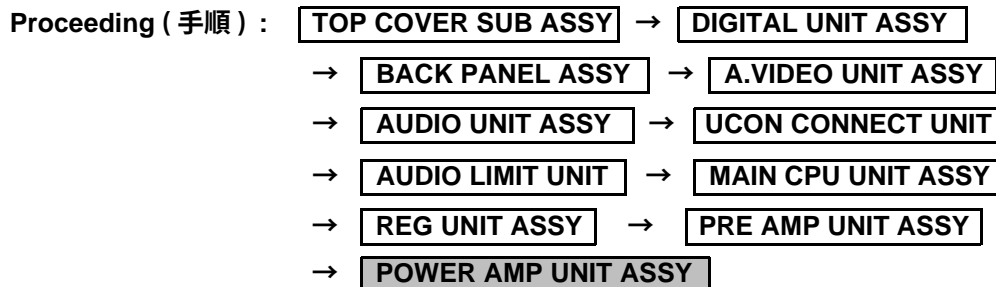 Proceeding ( 手順 ) : TOP COVER SUB ASSY → DIGITAL UNIT ASSY
→ BACK PANEL ASSY → A.VIDEO UNIT ASSY
→ AUDIO UNIT ASSY → UCON CONNECT UNIT
→ AUDIO LIMIT UNIT → MAIN CPU UNIT ASSY
→ REG UNIT ASSY → PRE AMP UNIT ASSY
→ POWER AMP UNIT ASSY